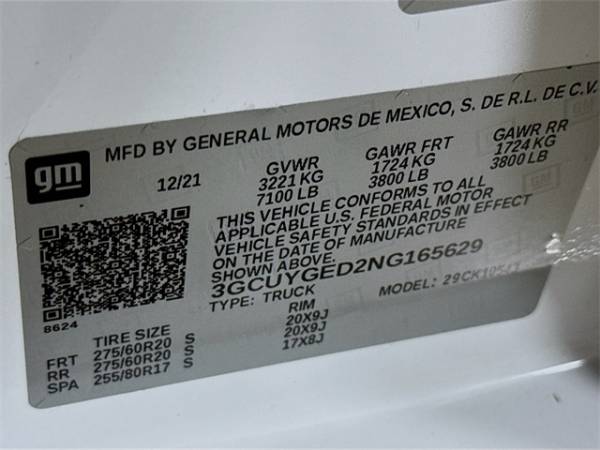 MFD BY GENERAL MOTORS DE MEXICO, S. DE R.L. DE C.V.
gm
12/21 GVWR GAWR FRT GAWR RR
3221 KG 1724 KG 1724 KG
7100 LB 3800 LB 3800 LB
THIS VEHICLE CONFORMS TO ALL
APPLICABLE U.S. FEDERAL MOTOR
VEHICLE SAFETY STANDARDS IN EFFECT
ON THE DATE OF MANUFACTURE
SHOWN ABOVE.
3GCUYGED2NG165629
TYPE: TRUCK MODEL:
8624
TIRE SIZE RIM
FRT 275/60R20 S 20X9J
RR 275/60R20 S 20X9J
SPA 255/80R17 S 17X8J